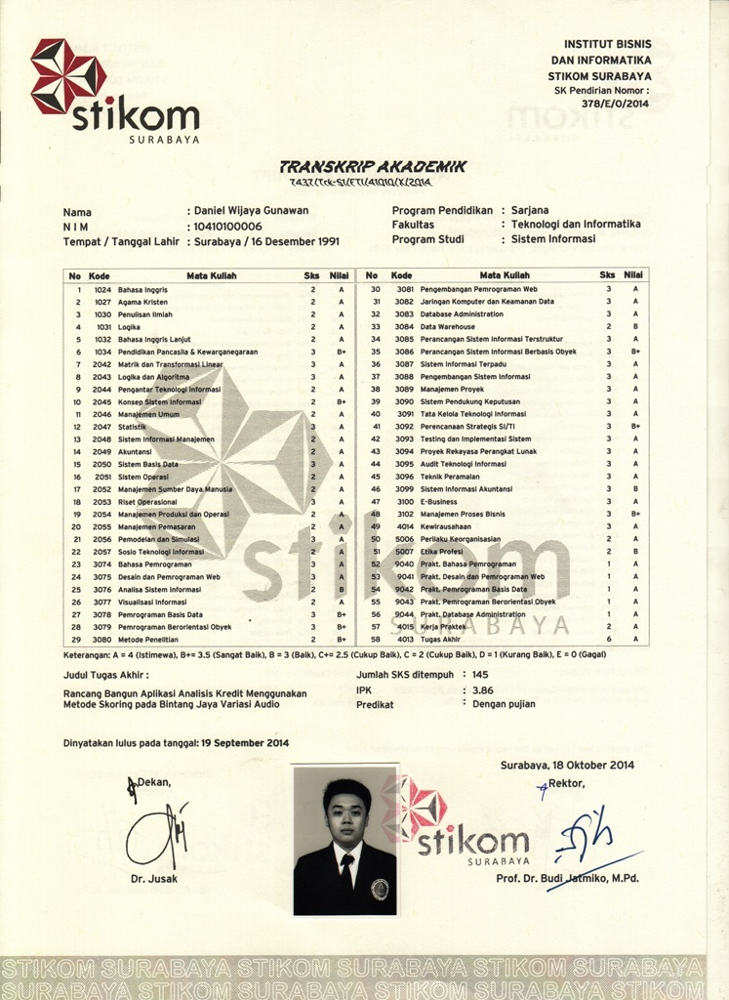 stikom
SURABAYA
INSTITUT BISNIS
DAN INFORMATIKA
STIKOM SURABAYA
SK Pendirian Nomor :
378/E/O/2014
TRANSKRIP AKADEMIK
7437/Trk-S1/FTI/41010/X/2014
Nama : Daniel Wijaya Gunawan
N I M : 10410100006
Tempat / Tanggal Lahir : Surabaya / 16 Desember 1991
Program Pendidikan : Sarjana
Fakultas : Teknologi dan Informatika
Program Studi : Sistem Informasi
No Kode Mata Kuliah Sks Nilai
1 1024 Bahasa Inggris 2 A
2 1027 Agama Kristen 2 A
3 1030 Penulisan Ilmiah 2 A
4 1031 Logika 2 A
5 1032 Bahasa Inggris Lanjut 2 A
6 1034 Pendidikan Pancasila & Kewarganegaraan 3 B+
7 2042 Matrik dan Transformasi Linear 3 A
8 2043 Logika dan Algoritma 3 A
9 2044 Pengantar Teknologi Informasi 2 A
10 2045 Konsep Sistem Informasi 2 B+
11 2046 Manajemen Umum 2 A
12 2047 Statistik 3 A
13 2048 Sistem Informasi Manajemen 2 A
14 2049 Akuntansi 2 A
15 2050 Sistem Basis Data 3 A
16 2051 Sistem Operasi 2 A
17 2052 Manajemen Sumber Daya Manusia 2 A
18 2053 Riset Operasional 3 A
19 2054 Manajemen Produksi dan Operasi 2 A
20 2055 Manajemen Pemasaran 2 A
21 2056 Pemodelan dan Simulasi 3 A
22 2057 Sosio Teknologi Informasi 2 A
23 3074 Bahasa Pemrograman 3 A
24 3075 Desain dan Pemrograman Web 3 A
25 3076 Analisa Sistem Informasi 2 B
26 3077 Visualisasi Informasi 2 A
27 3078 Pemrograman Basis Data 3 B+
28 3079 Pemrograman Berorientasi Obyek 3 B+
29 3080 Metode Penelitian 2 B+
No Kode Mata Kuliah Sks Nilai
30 3081 Pengembangan Pemrograman Web 3 A
31 3082 Jaringan Komputer dan Keamanan Data 3 A
32 3083 Database Administration 3 A
33 3084 Data Warehouse 2 B
34 3085 Perancangan Sistem Informasi Terstruktur 3 A
35 3086 Perancangan Sistem Informasi Berbasis Obyek 3 B+
36 3087 Sistem Informasi Terpadu 3 A
37 3088 Pengembangan Sistem Informasi 3 A
38 3089 Manajemen Proyek 3 A
39 3090 Sistem Pendukung Keputusan 3 A
40 3091 Tata Kelola Teknologi Informasi 3 A
41 3092 Perencanaan Strategis SI/TI 3 B+
42 3093 Testing dan Implementasi Sistem 3 A
43 3094 Proyek Rekayasa Perangkat Lunak 3 A
44 3095 Audit Teknologi Informasi 3 A
45 3096 Teknik Peramalan 3 A
46 3099 Sistem Informasi Akuntansi 3 B
47 3100 E-Business 3 A
48 3102 Manajemen Proses Bisnis 3 B+
49 4014 Kewirausahaan 3 A
50 5006 Perilaku Keorganisasian 2 A
51 5007 Etika Profesi 2 B
52 9040 Prakt. Bahasa Pemrograman 1 A
53 9041 Prakt. Desain dan Pemrograman Web 1 A
54 9042 Prakt. Pemrograman Basis Data 1 A
55 9043 Prakt. Pemrograman Berorientasi Obyek 1 A
56 9044 Prakt. Database Administration 1 A
57 4015 Kerja Praktek 2 A
58 4013 Tugas Akhir 6 A
stikom
SURABAYA
Keterangan: A = 4 (Istimewa), B+= 3.5 (Sangat Baik), B = 3 (Baik), C+= 2.5 (Cukup Baik), C = 2 (Cukup Baik), D = 1 (Kurang Baik), E = 0 (Gagal)
Judul Tugas Akhir :
Rancang Bangun Aplikasi Analisis Kredit Menggunakan
Metode Skoring pada Bintang Jaya Variasi Audio
Jumlah SKS ditempuh : 145
IPK : 3.86
Predikat : Dengan pujian
Dinyatakan lulus pada tanggal: 19 September 2014
Surabaya, 18 Oktober 2014
Dekan,
Rektor,
stikom
SURABAYA
Dr. Jusak
Prof. Dr. Budi Jatmiko, M.Pd.
STIKOM SURABAYA STIKOM SURABAYA STIKOM SURABAYA STIKOM SURABAYA
STIKOM SURABAYA STIKOM SURABAYA STIKOM SURABAYA STIKOM SURABAYA